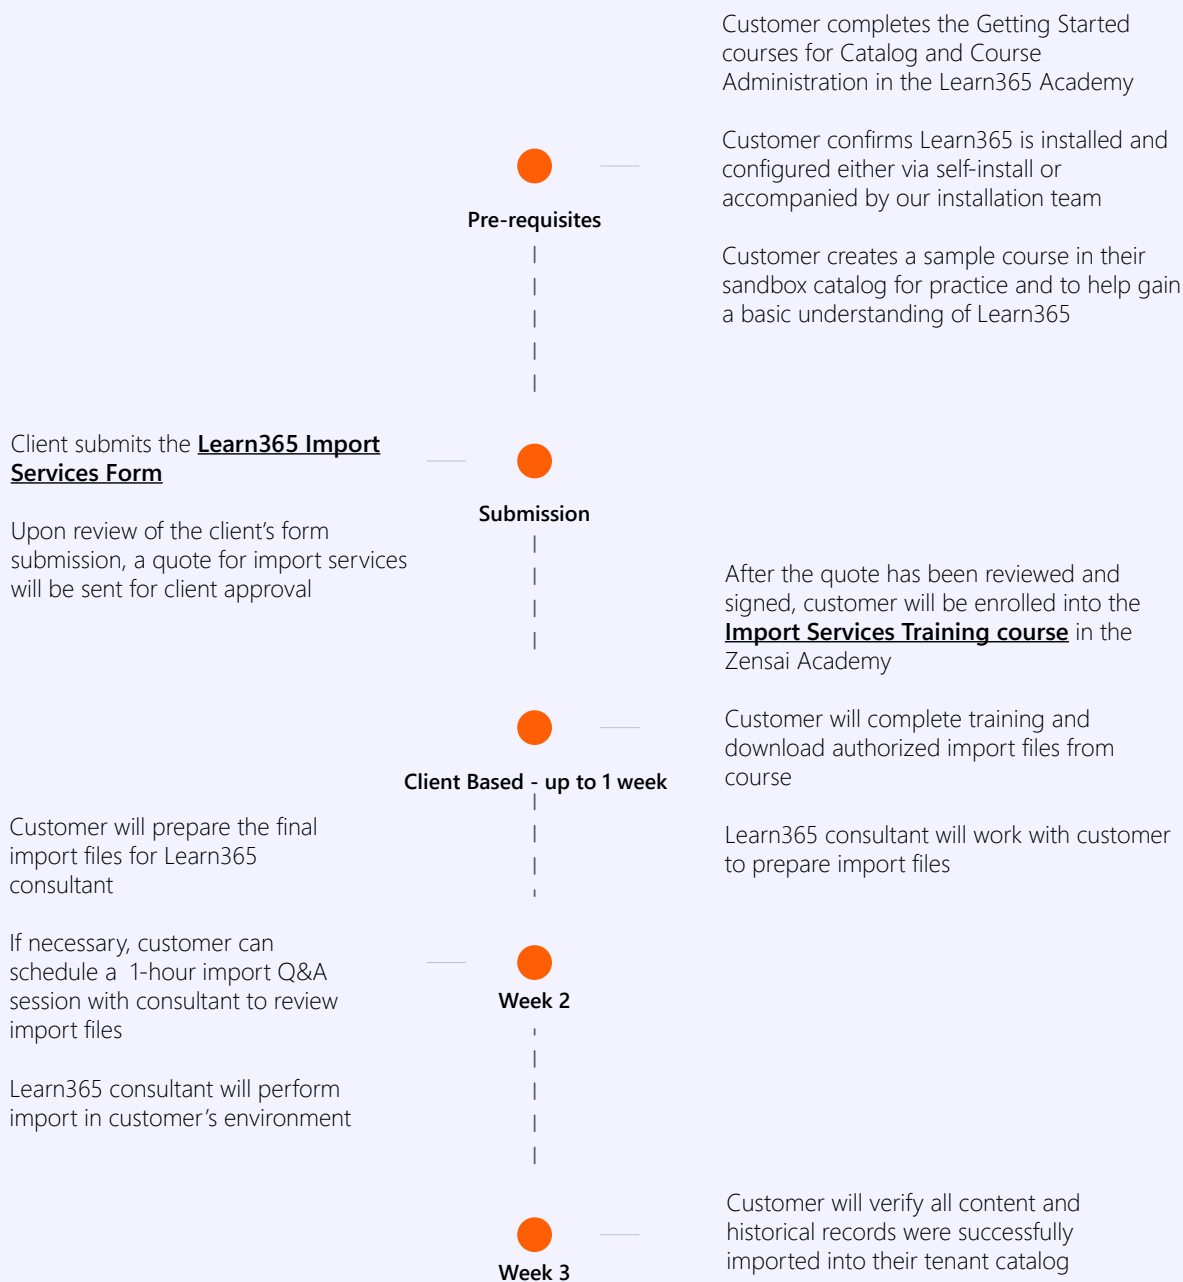 Customer completes the Getting Started
courses for Catalog and Course
Administration in the Learn365 Academy
Customer confirms Learn365 is installed and
configured either via self-install or
accompanied by our installation team
Customer creates a sample course in their
sandbox catalog for practice and to help gain
a basic understanding of Learn365
Pre-requisites
Client submits the Learn365 Import
Services Form
Upon review of the client's form
submission, a quote for import services
will be sent for client approval
Submission
After the quote has been reviewed and
signed, customer will be enrolled into the
Import Services Training course in the
Zensai Academy
Customer will complete training and
download authorized import files from
course
Learn365 consultant will work with customer
to prepare import files
Client Based - up to 1 week
Customer will prepare the final
import files for Learn365
consultant
If necessary, customer can
schedule a 1-hour import Q&A
session with consultant to review
import files
Learn365 consultant will perform
import in customer's environment
Week 2
Customer will verify all content and
historical records were successfully
imported into their tenant catalog
Week 3